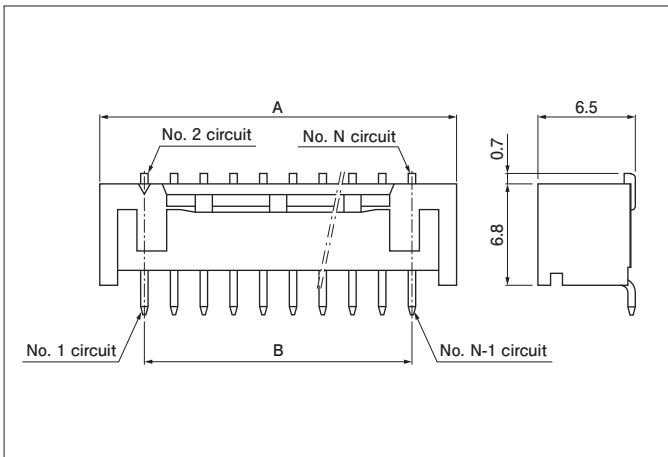 A
6.5
No. 2 circuit
No. N circuit
0.7
6.8
No. 1 circuit
B
No. N-1 circuit